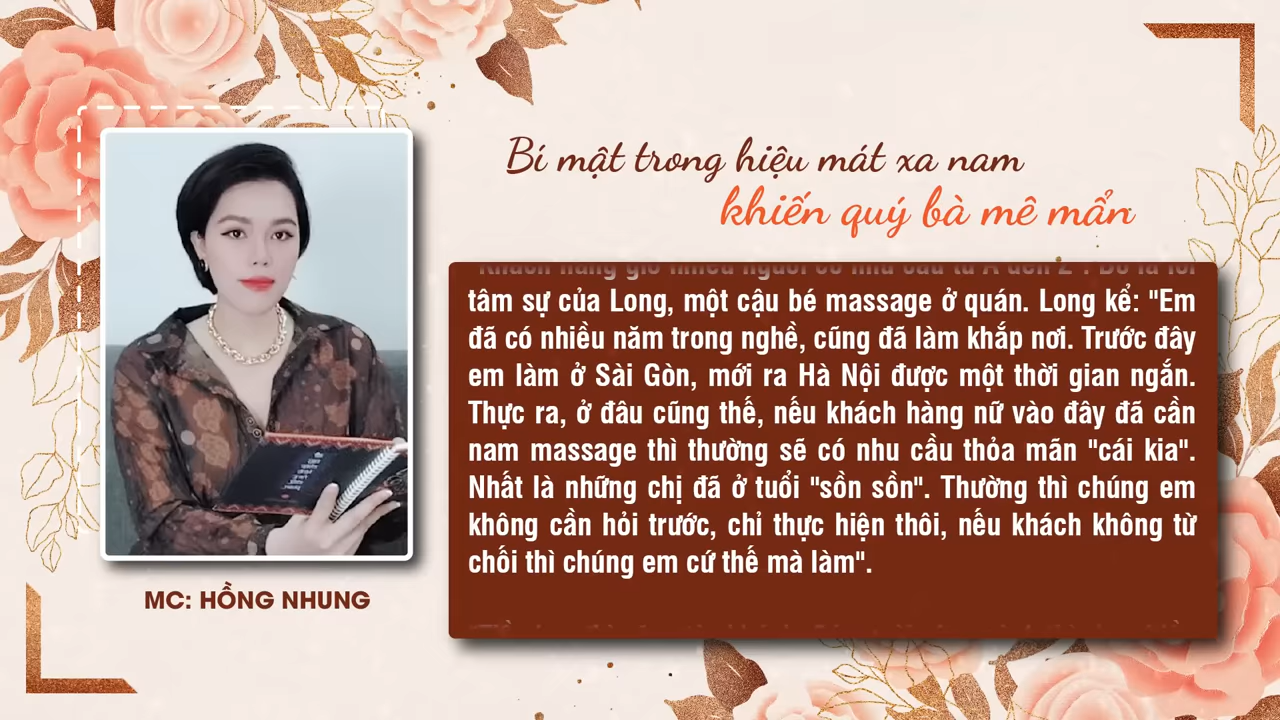 Bí mật trong hiệu mát xa nam
khiến quý bà mê mẩn
tâm sự của Long, một cậu bé massage ở quán. Long kể: "Em
đã có nhiều năm trong nghề, cũng đã làm khắp nơi. Trước đây
em làm ở Sài Gòn, mới ra Hà Nội được một thời gian ngắn.
Thực ra, ở đâu cũng thế, nếu khách hàng nữ vào đây đã cần
nam massage thì thường sẽ có nhu cầu thỏa mãn "cái kia".
Nhất là những chị đã ở tuổi "sồn sồn". Thường thì chúng em
không cần hỏi trước, chỉ thực hiện thôi, nếu khách không từ
chối thì chúng em cứ thế mà làm".
MC: HỒNG NHUNG